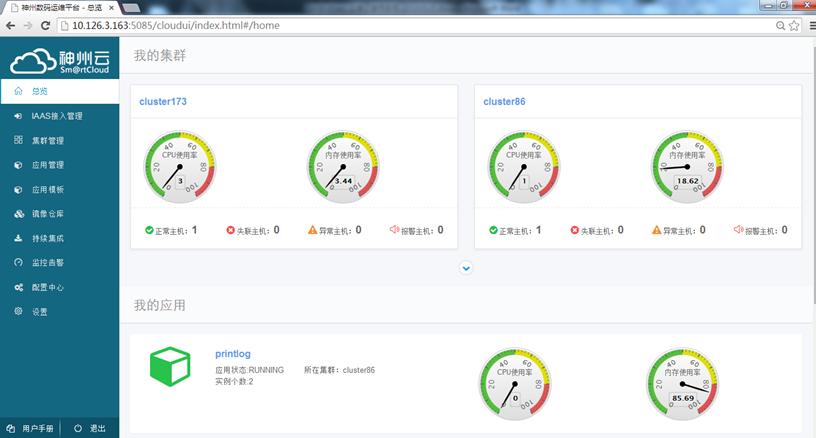 神州数码运维平台 - 总览
10.126.3.163:5085/cloudui/index.html#/home
神州云
Sm@rtCloud
总览
IAAS接入管理
集群管理
应用管理
应用模板
镜像仓库
持续集成
监控告警
配置中心
设置
用户手册
退出
我的集群
cluster173
20 40 60 80 100
CPU使用率
3
20 40 60 80 100
内存使用率
3.44
正常主机：1
失联主机：0
异常主机：0
报警主机：0
cluster86
20 40 60 80 100
CPU使用率
1
20 40 60 80 100
内存使用率
18.62
正常主机：1
失联主机：0
异常主机：0
报警主机：0
我的应用
printlog
应用状态:RUNNING 所在集群：cluster86
实例个数:2
20 40 60 80 100
CPU使用率
0
20 40 60 80 100
内存使用率
85.69